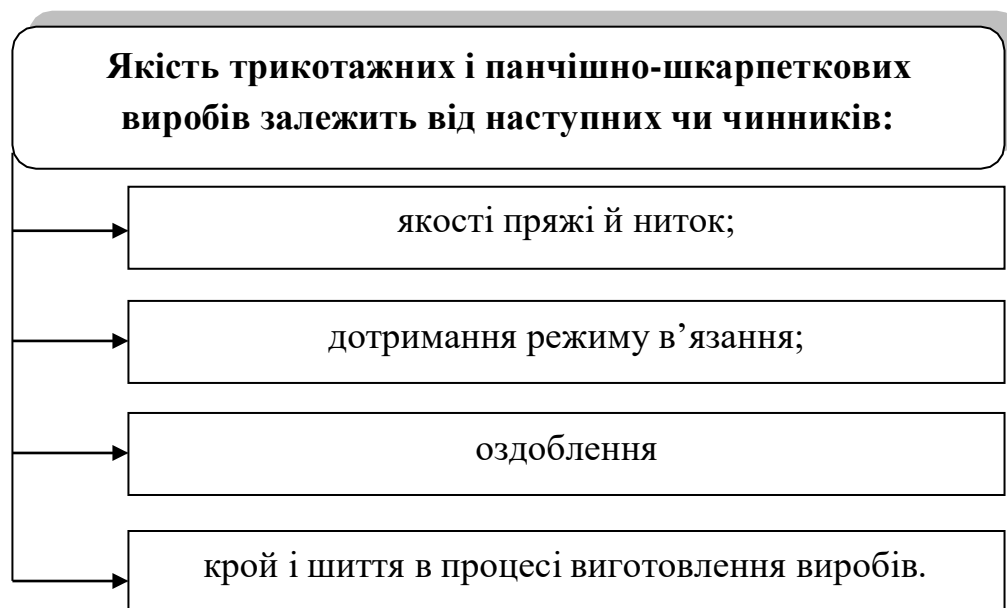 Якість трикотажних і панчішно-шкарпеткових
виробів залежить від наступних чи чинників:
якості пряжі й ниток;
дотримання режиму в’язання;
оздоблення
крой і шиття в процесі виготовлення виробів.